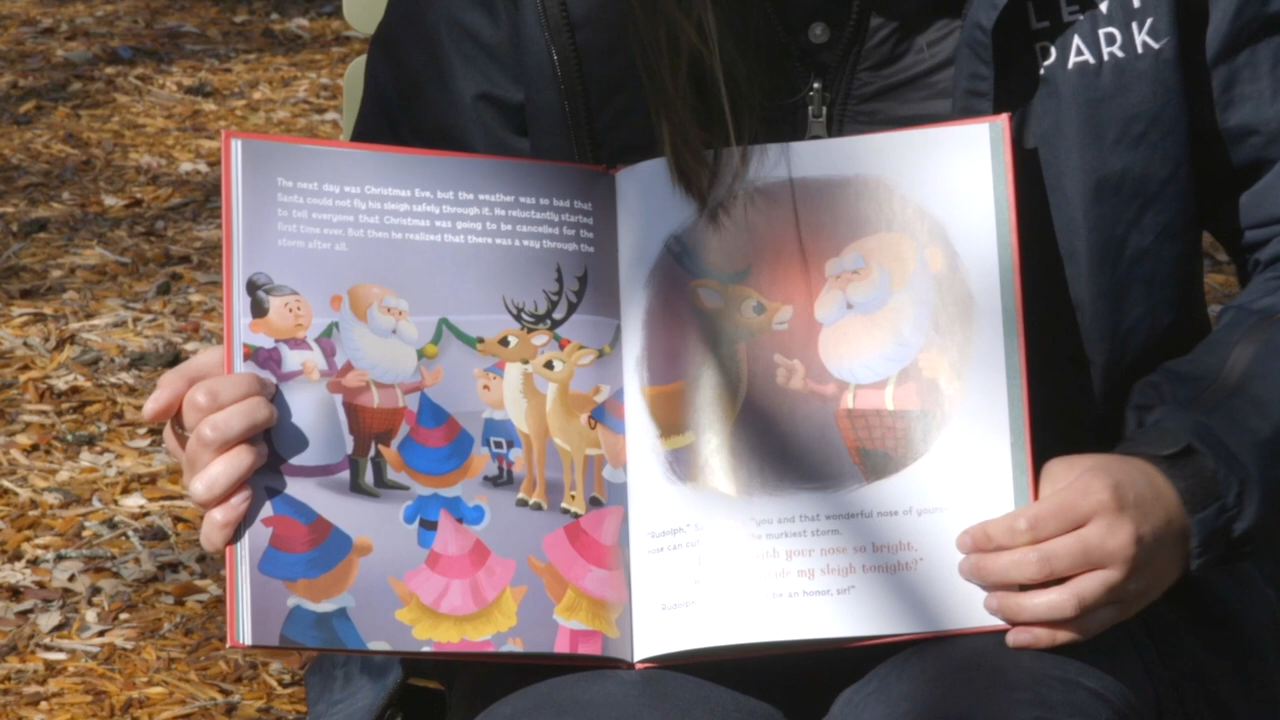 LEVY
PARK
The next day was Christmas Eve, but the weather was so bad that
Santa could not fly his sleigh safely through it. He reluctantly started
to tell everyone that Christmas was going to be cancelled for the
first time ever. But then he realized that there was a way through the
storm after all.
"Rudolph," "you and that wonderful nose of yours
nose can cut the murkiest storm.
with your nose so bright,
my sleigh tonight?"
Rudolph be an honor, sir!"